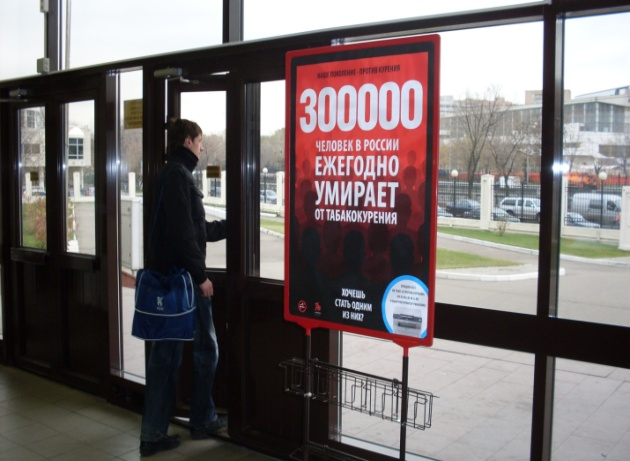 НАШЕ ПОКОЛЕНИЕ - ПРОТИВ КУРЕНИЯ
300000
ЧЕЛОВЕК В РОССИИ
ЕЖЕГОДНО
УМИРАЕТ
ОТ ТАБАКОКУРЕНИЯ
ХОЧЕШЬ
СТАТЬ ОДНИМ
ИЗ НИХ?